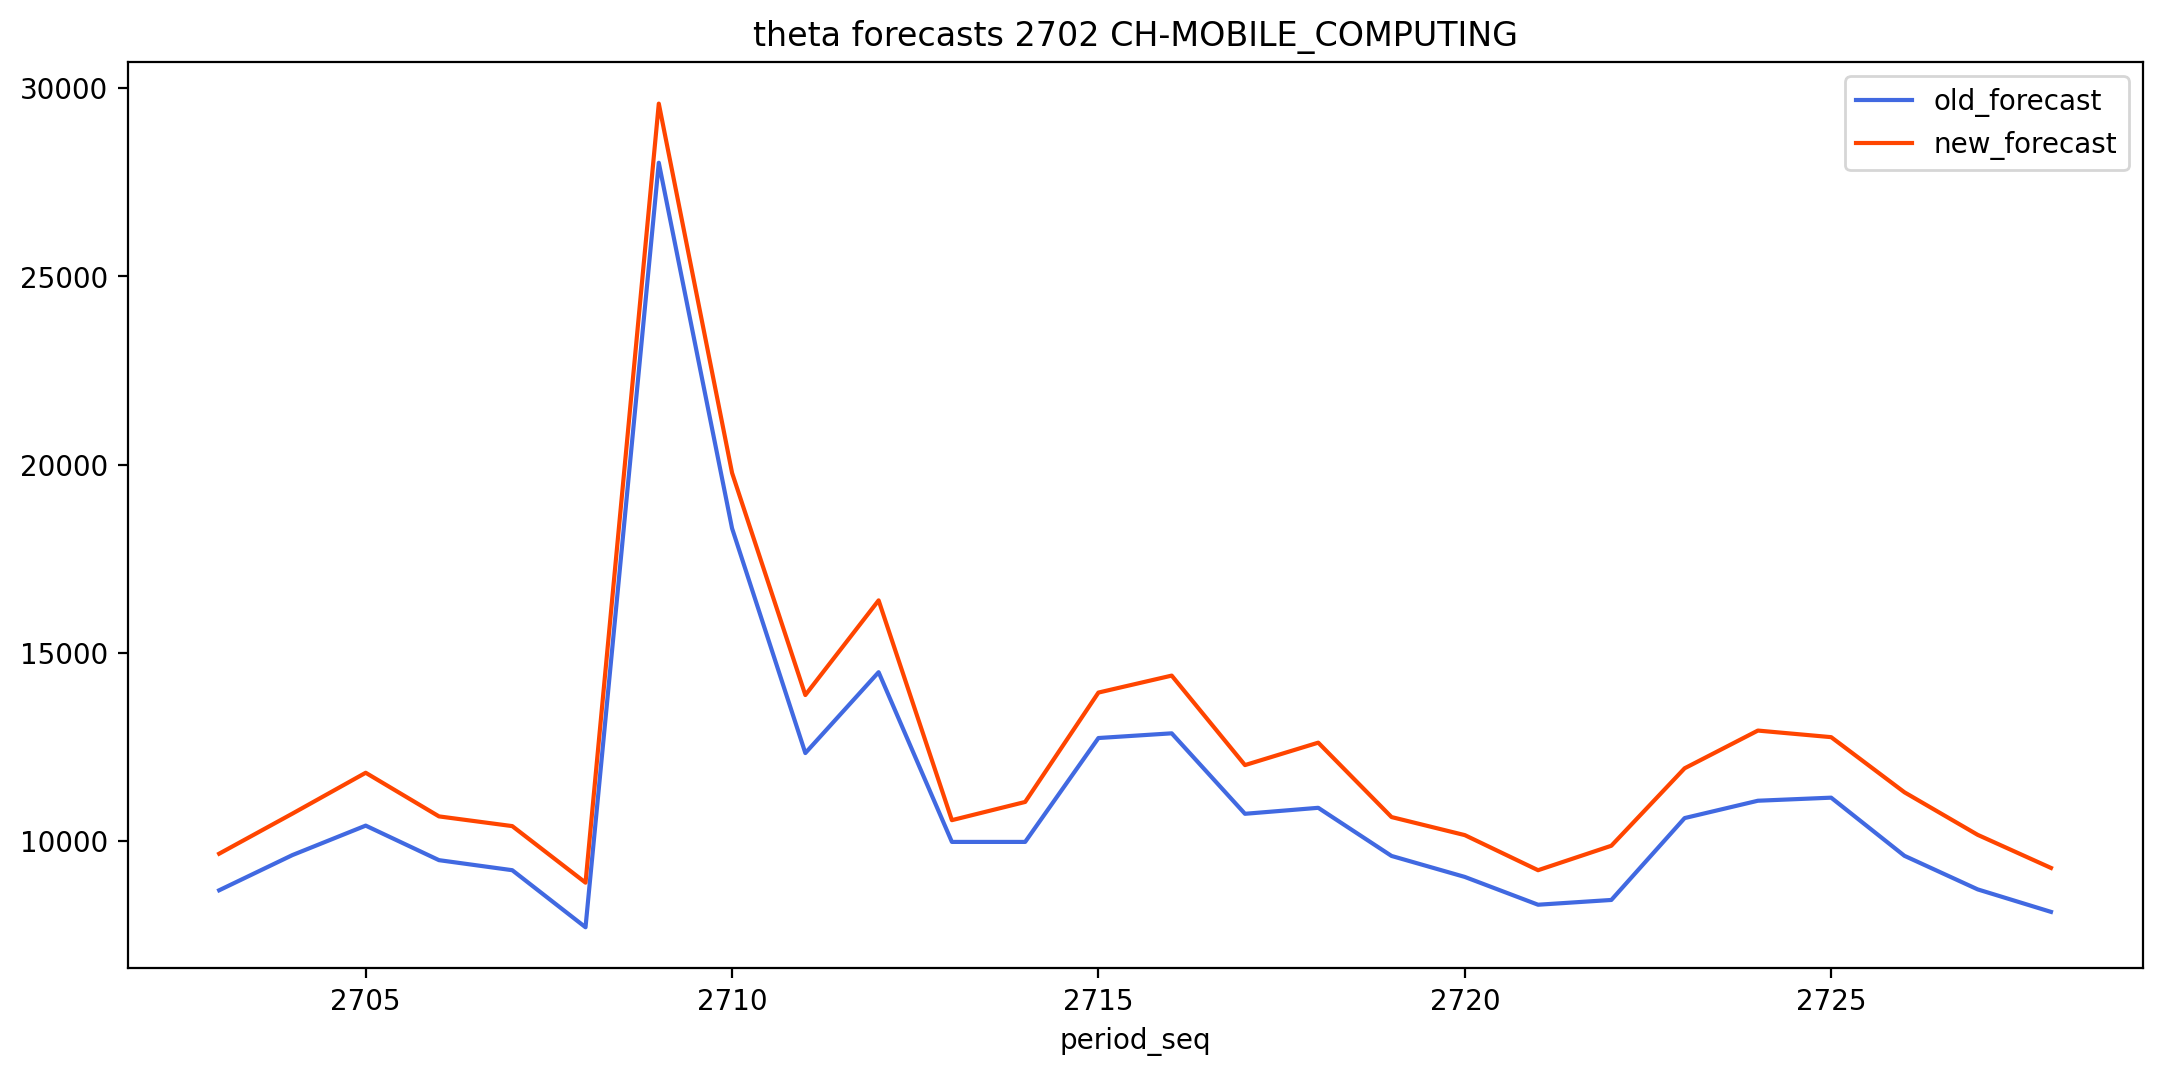 theta forecasts 2702 CH-MOBILE_COMPUTING
30000
25000
20000
15000
10000
old_forecast
new_forecast
2705 2710 2715 2720 2725
period_seq